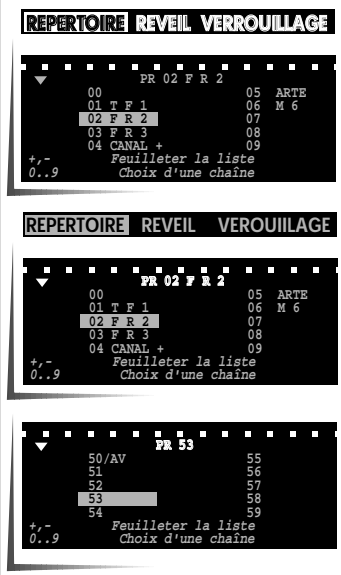 REPERTOIRE REVEIL VERROUILLAGE
PR 02 F R 2
00 05 ARTE
01 T F 1 06 M 6
02 F R 2 07
03 F R 3 08
04 CANAL + 09
+,- Feuilleter la liste
0..9 Choix d'une chaîne
REPERTOIRE REVEIL VEROUIILAGE
PR 02 F R 2
00 05 ARTE
01 T F 1 06 M 6
02 F R 2 07
03 F R 3 08
04 CANAL + 09
+,- Feuilleter la liste
0..9 Choix d'une chaîne
PR 53
50/AV 55
51 56
52 57
53 58
54 59
+,- Feuilleter la liste
0..9 Choix d'une chaîne